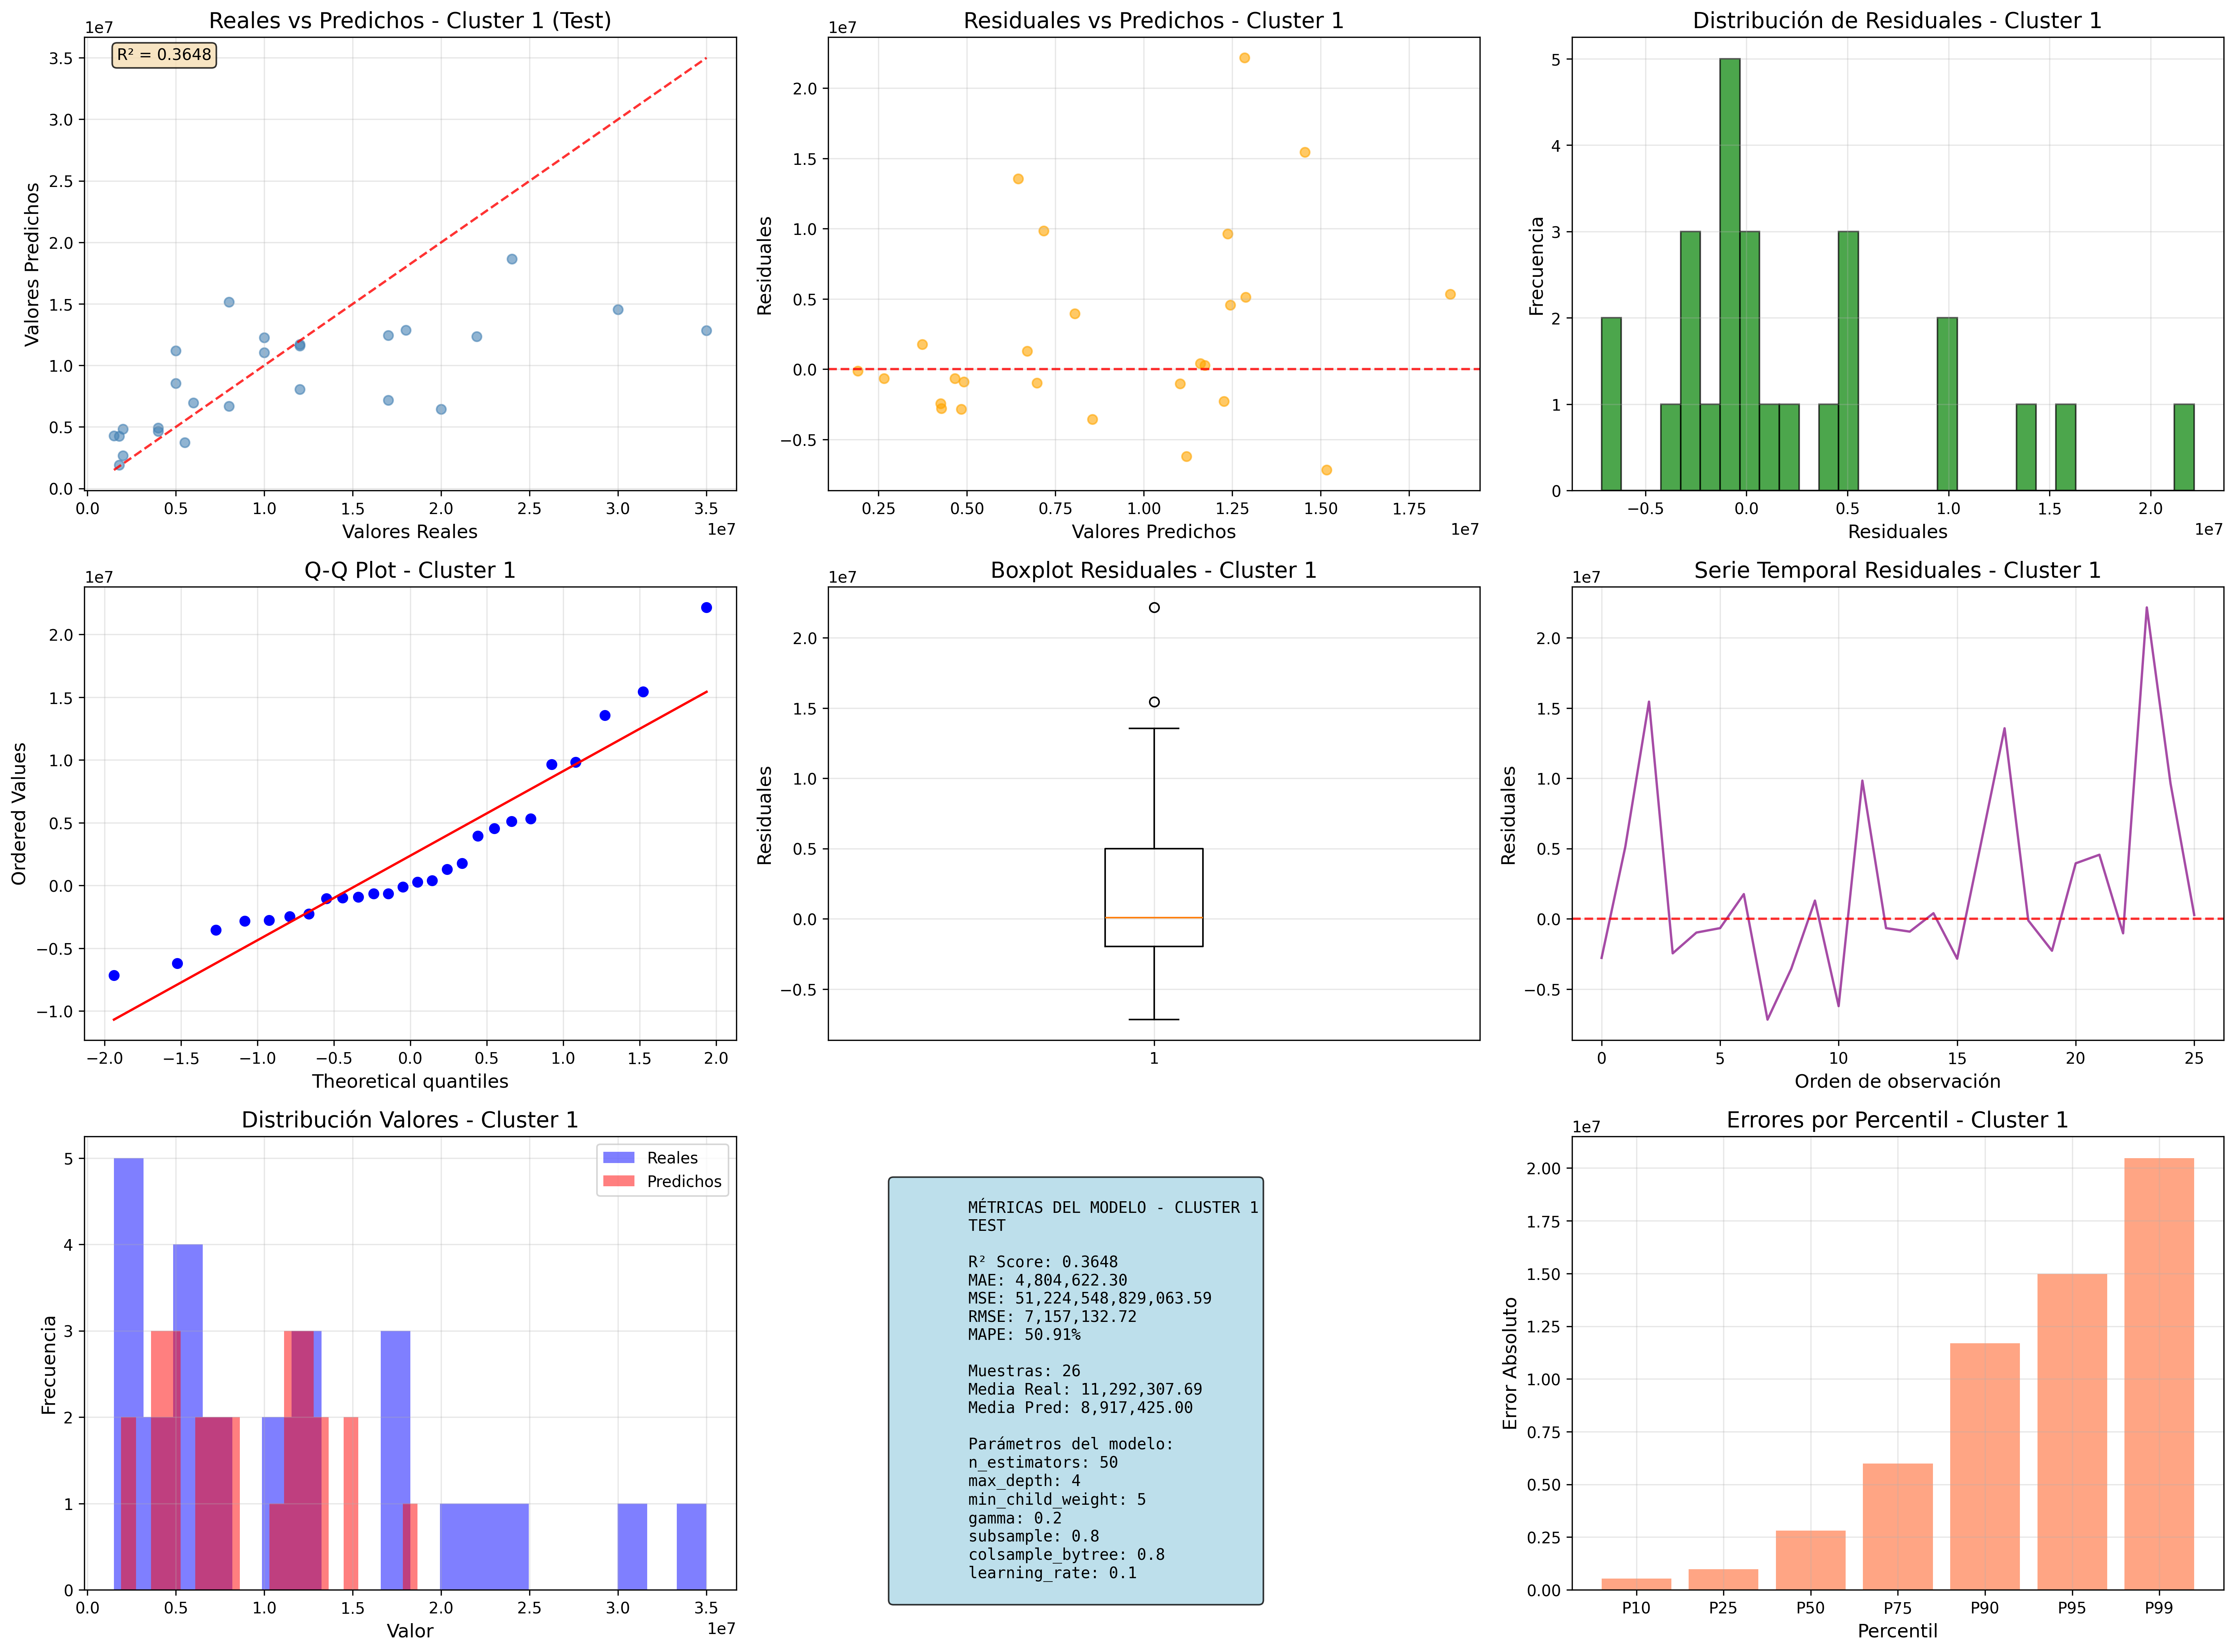 Reales vs Predichos - Cluster 1 (Test)
1e7
R² = 0.3648
3.5
3.0
2.5
2.0
1.5
1.0
0.5
0.0
Valores Predichos
0.0 0.5 1.0 1.5 2.0 2.5 3.0 3.5
1e7
Valores Reales
Residuales vs Predichos - Cluster 1
1e7
2.0
1.5
1.0
0.5
0.0
−0.5
Residuales
0.25 0.50 0.75 1.00 1.25 1.50 1.75
1e7
Valores Predichos
Distribución de Residuales - Cluster 1
5
4
3
2
1
0
Frecuencia
−0.5 0.0 0.5 1.0 1.5 2.0
1e7
Residuales
Q-Q Plot - Cluster 1
1e7
2.0
1.5
1.0
0.5
0.0
−0.5
−1.0
Ordered Values
−2.0 −1.5 −1.0 −0.5 0.0 0.5 1.0 1.5 2.0
Theoretical quantiles
Boxplot Residuales - Cluster 1
1e7
2.0
1.5
1.0
0.5
0.0
−0.5
Residuales
1
Serie Temporal Residuales - Cluster 1
1e7
2.0
1.5
1.0
0.5
0.0
−0.5
Residuales
0 5 10 15 20 25
Orden de observación
Distribución Valores - Cluster 1
Reales
Predichos
5
4
3
2
1
0
Frecuencia
0.0 0.5 1.0 1.5 2.0 2.5 3.0 3.5
1e7
Valor
MÉTRICAS DEL MODELO - CLUSTER 1
TEST
R² Score: 0.3648
MAE: 4,804,622.30
MSE: 51,224,548,829,063.59
RMSE: 7,157,132.72
MAPE: 50.91%
Muestras: 26
Media Real: 11,292,307.69
Media Pred: 8,917,425.00
Parámetros del modelo:
n_estimators: 50
max_depth: 4
min_child_weight: 5
gamma: 0.2
subsample: 0.8
colsample_bytree: 0.8
learning_rate: 0.1
Errores por Percentil - Cluster 1
1e7
2.00
1.75
1.50
1.25
1.00
0.75
0.50
0.25
0.00
Error Absoluto
P10 P25 P50 P75 P90 P95 P99
Percentil